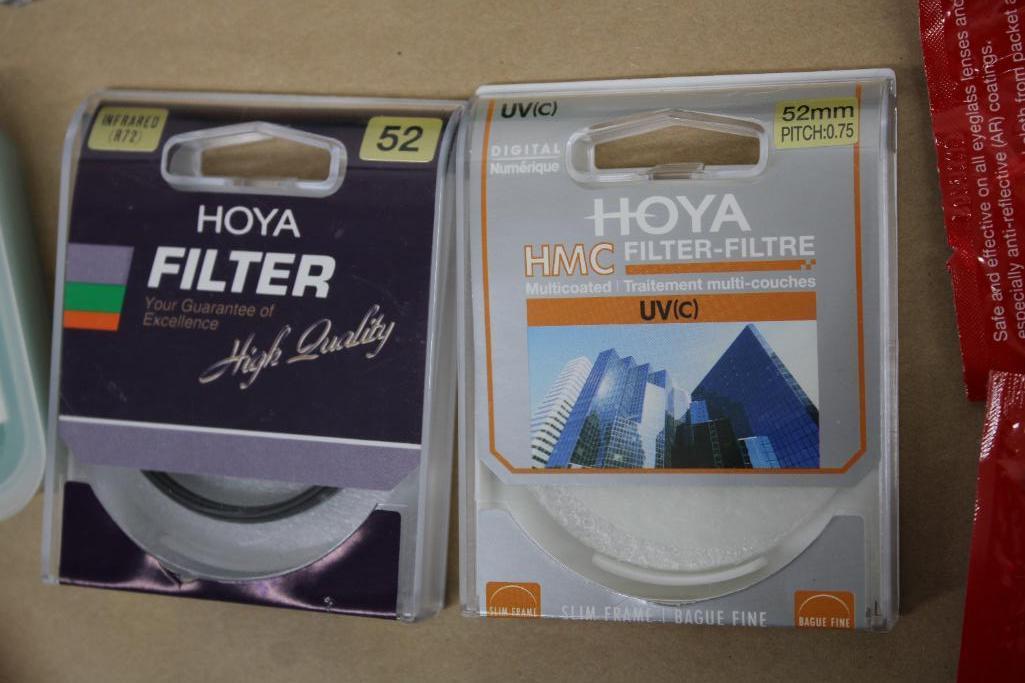 INFRARED
(R72)
52
HOYA
FILTER
Your Guarantee of
Excellence
High Quality
UV(C)
52mm
PITCH:0.75
DIGITAL
Numérique
HOYA
HMC FILTER-FILTRE
Multicoated | Traitement multi-couches
UV(C)
SLIM FRAME
SLIM FRAME | BAGUE FINE
BAGUE FINE
Safe and effective on all eyeglass lenses and
especially anti-reflective (AR) coatings.
from packet